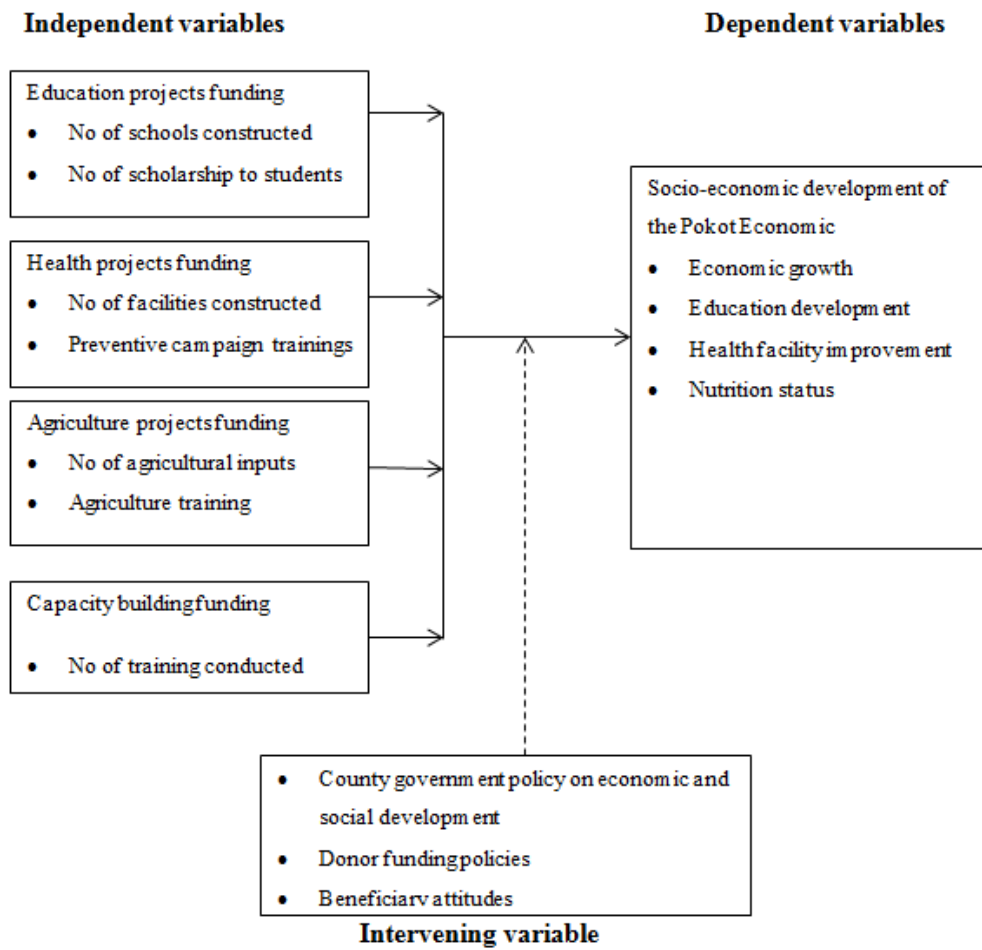 Independent variables
Dependent variables
Education projects funding
• No of schools constructed
• No of scholarship to students
Health projects funding
• No of facilities constructed
• Preventive campaign trainings
Agriculture projects funding
• No of agricultural inputs
• Agriculture training
Capacity building funding
• No of training conducted
Socio-economic development of
the Pokot Economic
• Economic growth
• Education development
• Health facility improvement
• Nutrition status
• County government policy on economic and
social development
• Donor funding policies
• Beneficiary attitudes
Intervening variable